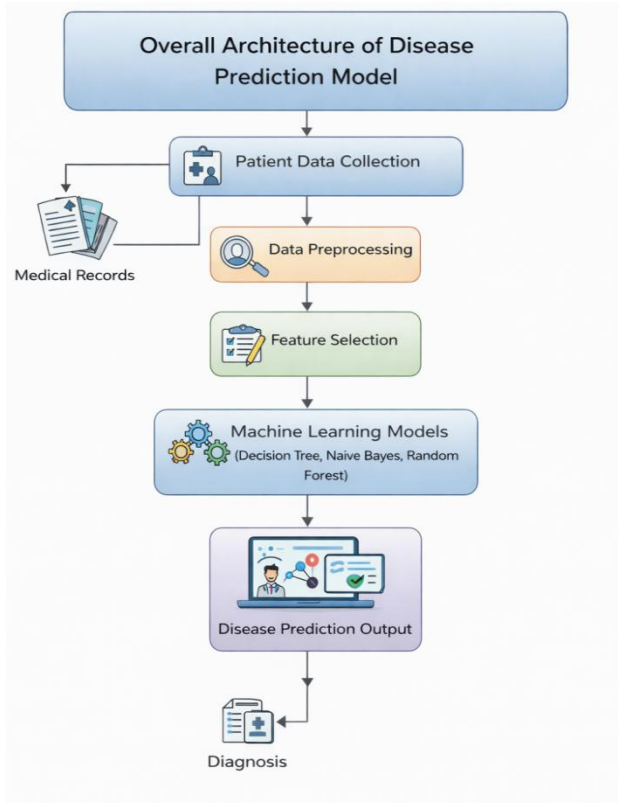 Overall Architecture of Disease
Prediction Model
Patient Data Collection
Medical Records
Data Preprocessing
Feature Selection
Machine Learning Models
(Decision Tree, Naive Bayes, Random
Forest)
Disease Prediction Output
Diagnosis